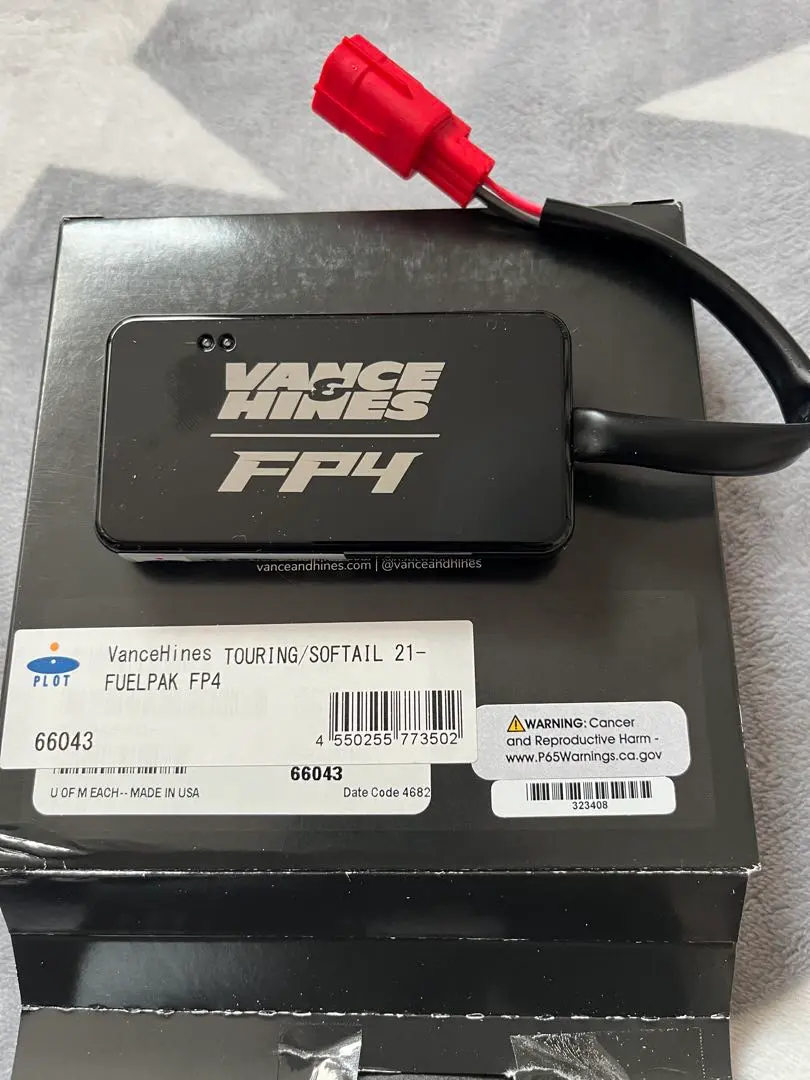 VANCE
&
HINES
FP4
vanceandhines.com | @vanceandhines
PLOT
VanceHines TOURING/SOFTAIL 21-
FUELPAK FP4
66043
4 550255 773502
66043
U OF M EACH-- MADE IN USA
Date Code 4682
WARNING: Cancer
and Reproductive Harm -
www.P65Warnings.ca.gov
323408